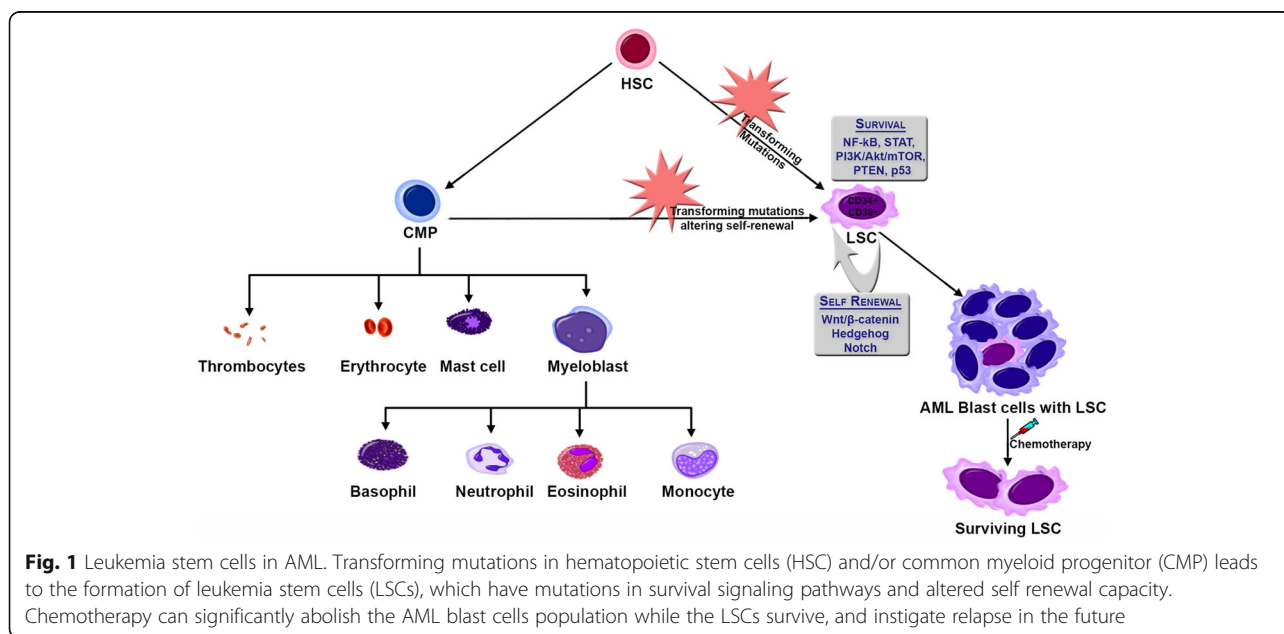 HSC
Transforming
Mutations
SURVIVAL
NF-kB, STAT,
PI3K/Akt/mTOR,
PTEN, p53
CD34+
CD38-
LSC
CMP
Transforming mutations
altering self-renewal
SELF RENEWAL
Wnt/β-catenin
Hedgehog
Notch
Thrombocytes
Erythrocyte
Mast cell
Myeloblast
AML Blast cells with LSC
Chemotherapy
Basophil
Neutrophil
Eosinophil
Monocyte
Surviving LSC
Fig. 1 Leukemia stem cells in AML. Transforming mutations in hematopoietic stem cells (HSC) and/or common myeloid progenitor (CMP) leads
to the formation of leukemia stem cells (LSCs), which have mutations in survival signaling pathways and altered self renewal capacity.
Chemotherapy can significantly abolish the AML blast cells population while the LSCs survive, and instigate relapse in the future